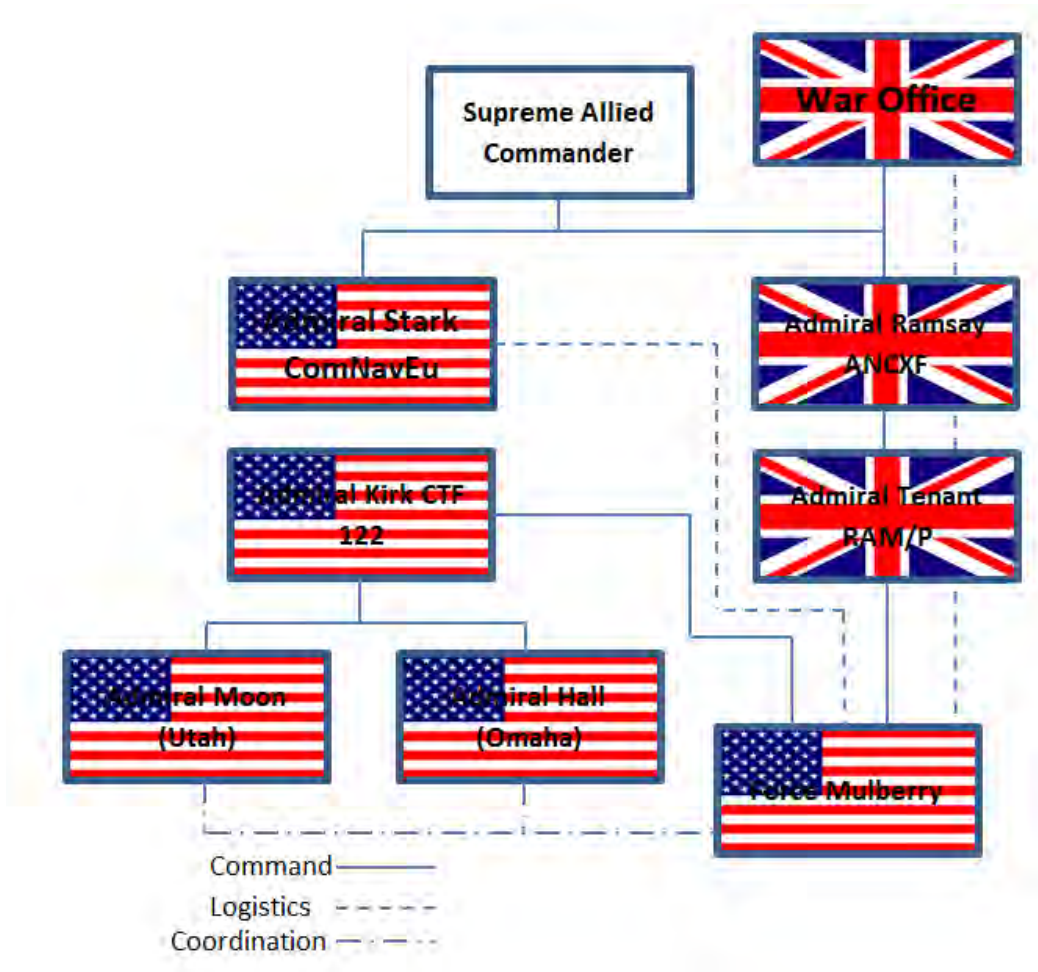 Supreme Allied
Commander
War Office
Admiral Stark
ComNavEu
Admiral Ramsay
ANCXF
Admiral Kirk CTF
122
Admiral Tenant
RAM/P
Admiral Moon
(Utah)
Admiral Hall
(Omaha)
Force Mulberry
Command
Logistics
Coordination